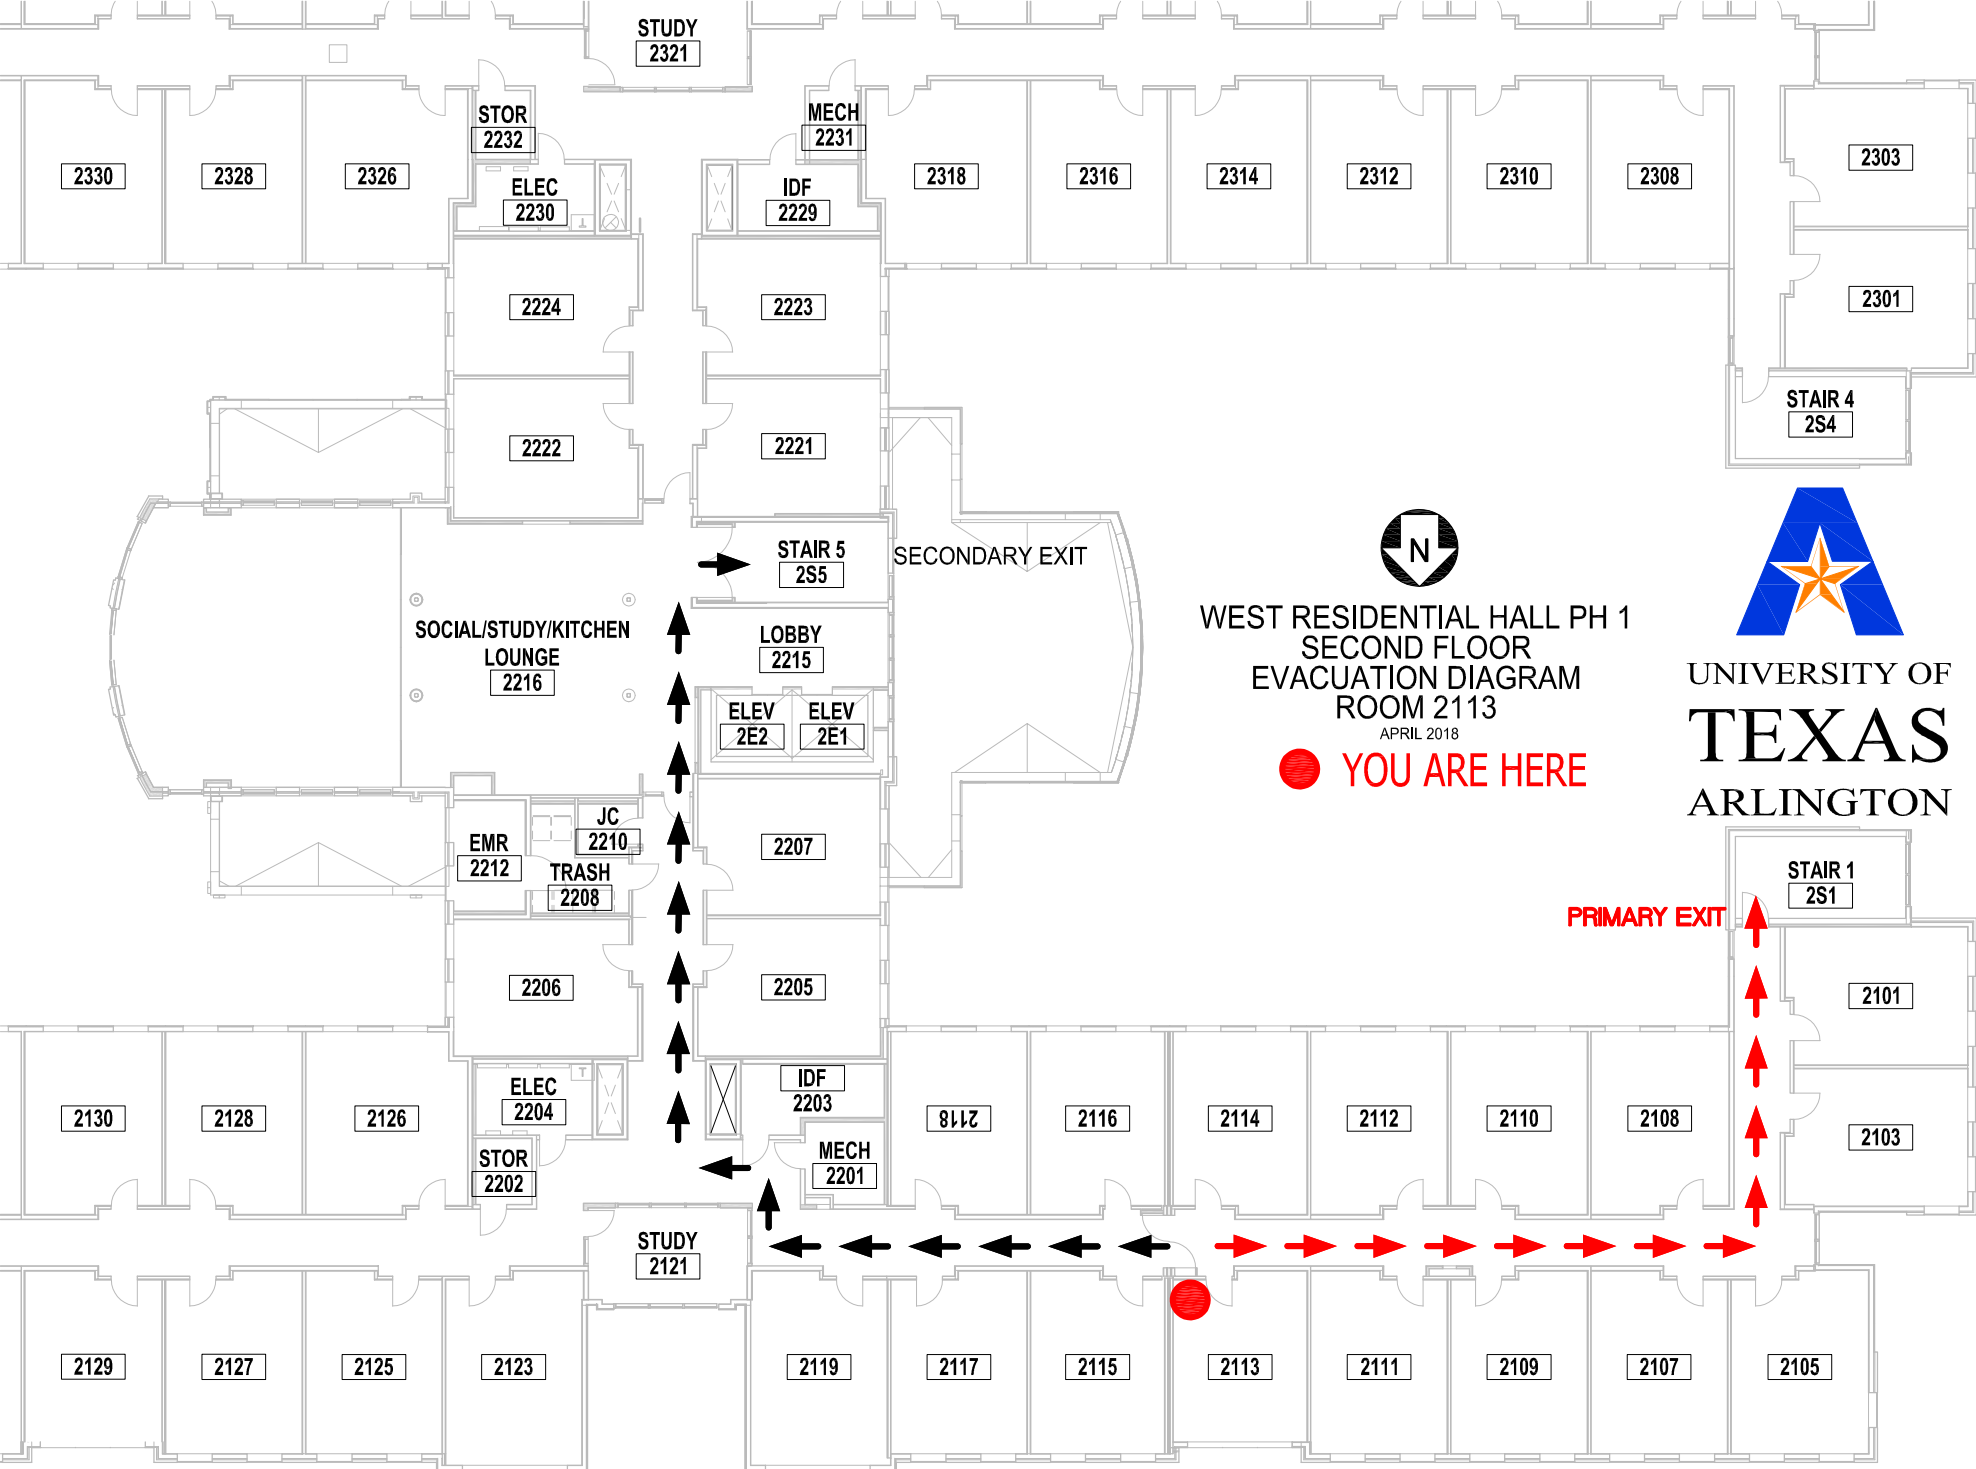 STUDY
2321
STOR
2232
MECH
2231
2330
2328
2326
ELEC
2230
IDF
2229
2318
2316
2314
2312
2310
2308
2303
2224
2223
2301
2222
2221
STAIR 4
2S4
STAIR 5
2S5
SECONDARY EXIT
N
SOCIAL/STUDY/KITCHEN
LOUNGE
2216
LOBBY
2215
ELEV
2E2
ELEV
2E1
WEST RESIDENTIAL HALL PH 1
SECOND FLOOR
EVACUATION DIAGRAM
ROOM 2113
APRIL 2018
YOU ARE HERE
UNIVERSITY OF
TEXAS
ARLINGTON
JC
2210
EMR
2212
TRASH
2208
2207
STAIR 1
2S1
PRIMARY EXIT
2206
2205
2101
ELEC
2204
T
IDF
2203
2130
2128
2126
2118
2116
2114
2112
2110
2108
2103
STOR
2202
MECH
2201
STUDY
2121
2129
2127
2125
2123
2119
2117
2115
2113
2111
2109
2107
2105